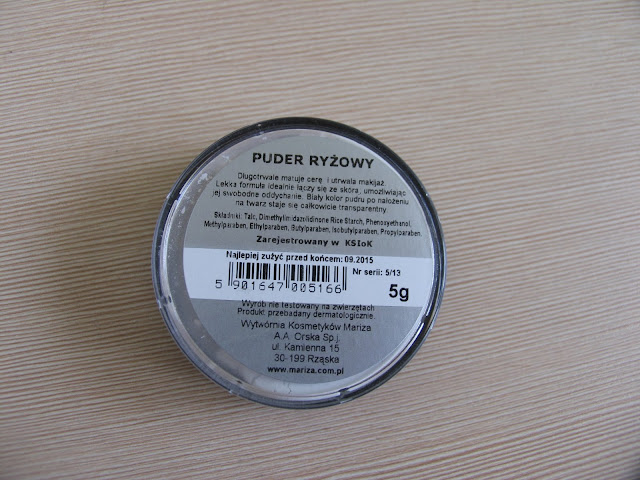 PUDER RYŻOWY
Długotrwale matuje cerę i utrwala makijaż.
Lekka formuła idealnie łączy się ze skórą, umożliwiając
jej swobodne oddychanie. Biały kolor pudru po nałożeniu
na twarz staje się całkowicie transparentny.
Składniki: Talc, Dimethylimidazolidinone Rice Starch, Phenoxyethanol,
Methylparaben, Ethylparaben, Butylparaben, Isobutylparaben, Propylparaben.
Zarejestrowany w KSIoK
Najlepiej zużyć przed końcem: 09.2015
Nr serii: 5/13
5 901647 005166
5g
Wyrób nie testowany na zwierzętach
Produkt przebadany dermatologicznie.
Wytwórnia Kosmetyków Mariza
A.A. Orska Sp.j.
ul. Kamienna 15
30-199 Rząska
www.mariza.com.pl